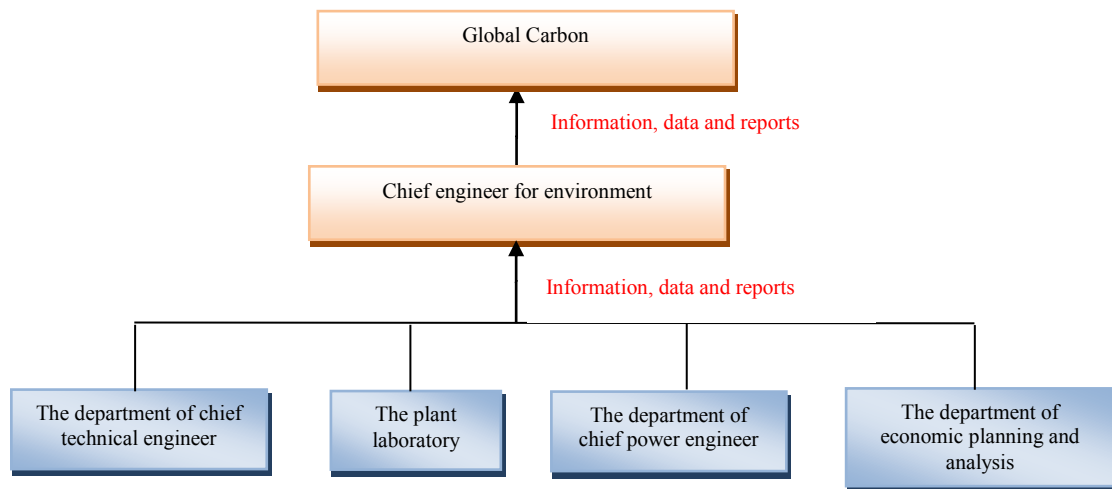 Global Carbon
Information, data and reports
Chief engineer for environment
Information, data and reports
The department of chief
technical engineer
The plant
laboratory
The department of
chief power engineer
The department of
economic planning and
analysis